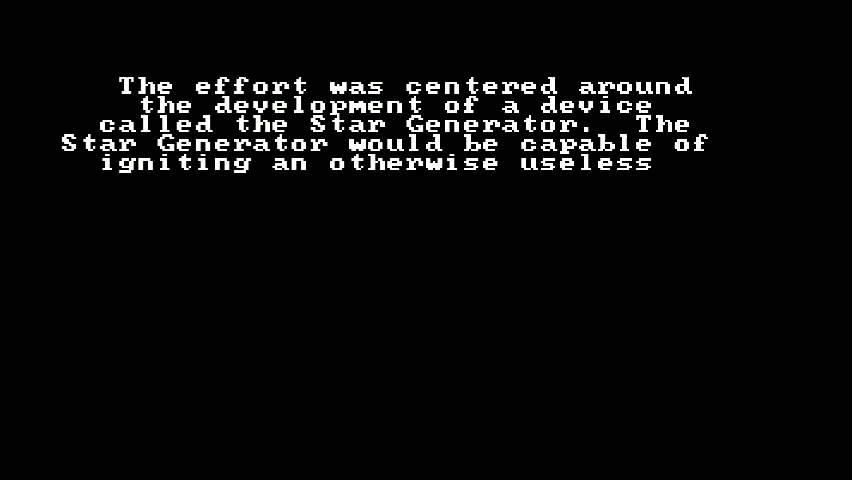 The effort was centered around
the development of a device
called the Star Generator.  The
Star Generator would be capable of
igniting an otherwise useless